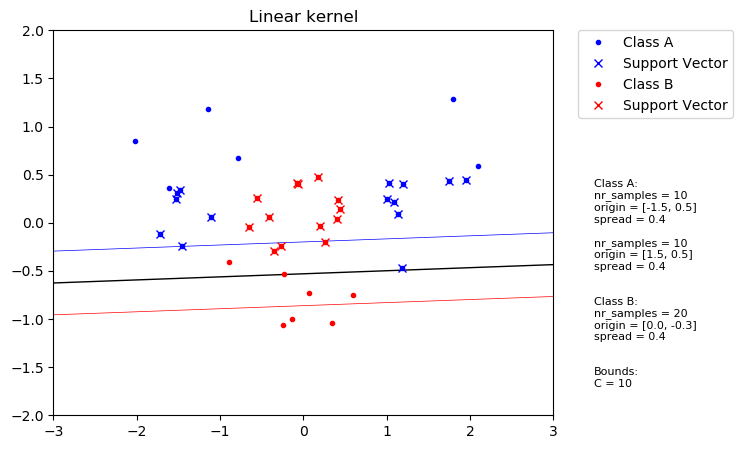 Linear kernel
2.0
1.5
1.0
0.5
0.0
−0.5
−1.0
−1.5
−2.0
−3
−2
−1
0
1
2
3
Class A
Support Vector
Class B
Support Vector
Class A:
nr_samples = 10
origin = [-1.5, 0.5]
spread = 0.4
nr_samples = 10
origin = [1.5, 0.5]
spread = 0.4
Class B:
nr_samples = 20
origin = [0.0, -0.3]
spread = 0.4
Bounds:
C = 10